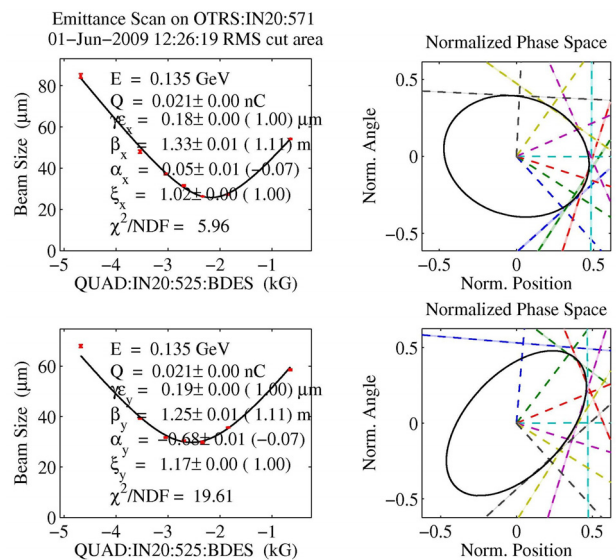 Emittance Scan on OTRS:IN20:571
01−Jun−2009 12:26:19 RMS cut area
E = 0.135 GeV
Q = 0.021± 0.00 nC
γε_x = 0.18± 0.00 ( 1.00) μm
β_x = 1.33± 0.01 ( 1.11) m
α_x = 0.05± 0.01 (−0.07)
ξ_x = 1.02± 0.00 ( 1.00)
χ²/NDF = 5.96
Beam Size (μm)
80
60
40
20
0
−5 −4 −3 −2 −1 0
QUAD:IN20:525:BDES (kG)
Normalized Phase Space
Norm. Angle
0.5
0
−0.5
−0.5 0 0.5
Norm. Position
E = 0.135 GeV
Q = 0.021± 0.00 nC
γε_y = 0.19± 0.00 ( 1.00) μm
β_y = 1.25± 0.01 ( 1.11) m
α_y = −0.68± 0.01 (−0.07)
ξ_y = 1.17± 0.00 ( 1.00)
χ²/NDF = 19.61
Beam Size (μm)
60
40
20
0
−5 −4 −3 −2 −1 0
QUAD:IN20:525:BDES (kG)
Normalized Phase Space
Norm. Angle
0.5
0
−0.5
−0.5 0 0.5
Norm. Position